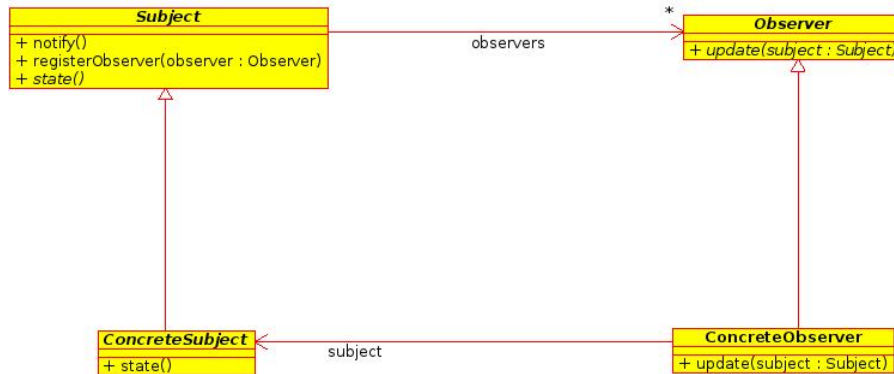 Subject
+ notify()
+ registerObserver(observer : Observer)
+ state()
*
observers
Observer
+ update(subject : Subject)
ConcreteSubject
+ state()
subject
ConcreteObserver
+ update(subject : Subject)